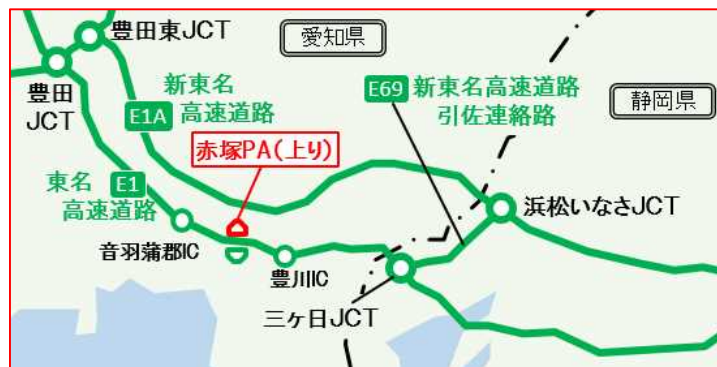 豊田東JCT
愛知県
豊田
JCT
新東名
E1A 高速道路
E69 新東名高速道路
引佐連絡路
静岡県
赤塚PA(上り)
東名 E1
高速道路
浜松いなさJCT
音羽蒲郡IC
豊川IC
三ヶ日JCT